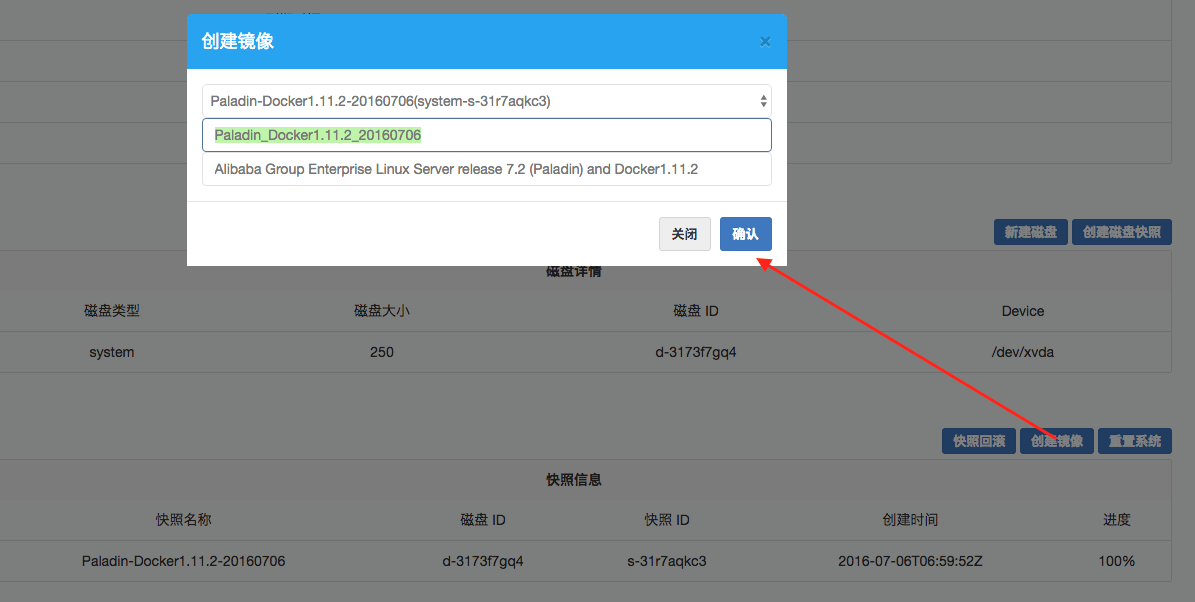 创建镜像
×
Paladin-Docker1.11.2-20160706(system-s-31r7aqkc3)
Paladin_Docker1.11.2_20160706
Alibaba Group Enterprise Linux Server release 7.2 (Paladin) and Docker1.11.2
关闭 确认
新建磁盘 创建磁盘快照
磁盘详情
磁盘类型 磁盘大小 磁盘 ID Device
system 250 d-3173f7gq4 /dev/xvda
快照回滚 创建镜像 重置系统
快照信息
快照名称 磁盘 ID 快照 ID 创建时间 进度
Paladin-Docker1.11.2-20160706 d-3173f7gq4 s-31r7aqkc3 2016-07-06T06:59:52Z 100%